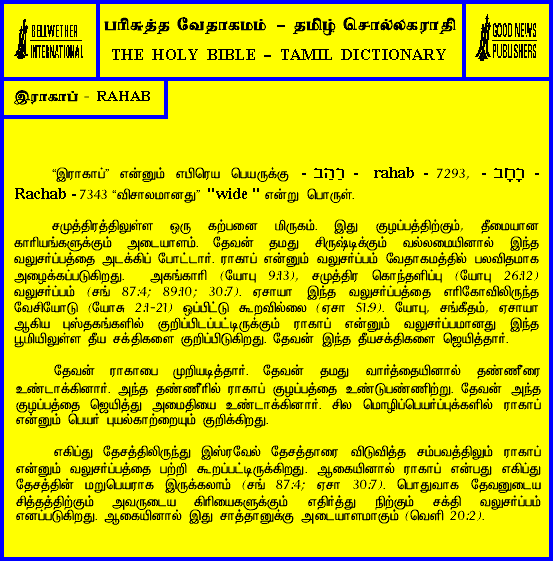 BELLWETHER
INTERNATIONAL
பரிசுத்த வேதாகமம் – தமிழ் சொல்லகராதி
THE HOLY BIBLE – TAMIL DICTIONARY
GOOD NEWS
PUBLISHERS
இராகாப் - RAHAB
“இராகாப்” என்னும் எபிரெய பெயருக்கு - רַהַב - rahab - 7293, - רָחָב -
Rachab - 7343 “விசாலமானது” "wide " என்று பொருள்.
சமுத்திரத்திலுள்ள ஒரு கற்பனை மிருகம். இது குழப்பத்திற்கும், தீமையான
காரியங்களுக்கும் அடையாளம். தேவன் தமது சிருஷ்டிக்கும் வல்லமையினால் இந்த
வலுசர்ப்பத்தை அடக்கிப் போட்டார். ராகாப் என்னும் வலுசர்ப்பம் வேதாகமத்தில் பலவிதமாக
அழைக்கப்படுகிறது. அகங்காரி (யோபு 9:13), சமுத்திர கொந்தளிப்பு (யோபு 26:12)
வலுசர்ப்பம் (சங் 87:4; 89:10; 30:7). ஏசாயா இந்த வலுசர்ப்பத்தை எரிகோவிலிருந்த
வேசியோடு (யோசு 2:1-21) ஒப்பிட்டு கூறவில்லை (ஏசா 51:9). யோபு, சங்கீதம், ஏசாயா
ஆகிய புஸ்தகங்களில் குறிப்பிடப்பட்டிருக்கும் ராகாப் என்னும் வலுசர்ப்பமானது இந்த
பூமியிலுள்ள தீய சக்திகளை குறிப்பிடுகிறது. தேவன் இந்த தீயசக்திகளை ஜெயித்தார்.
தேவன் ராகாபை முறியடித்தார். தேவன் தமது வார்த்தையினால் தண்ணீரை
உண்டாக்கினார். அந்த தண்ணீரில் ராகாப் குழப்பத்தை உண்டுபண்ணிற்று. தேவன் அந்த
குழப்பத்தை ஜெயித்து அமைதியை உண்டாக்கினார். சில மொழிப்பெயர்ப்புக்களில் ராகாப்
என்னும் பெயர் புயல்காற்றையும் குறிக்கிறது.
எகிப்து தேசத்திலிருந்து இஸ்ரவேல் தேசத்தாரை விடுவித்த சம்பவத்திலும் ராகாப்
என்னும் வலுசர்ப்பத்தை பற்றி கூறப்பட்டிருக்கிறது. ஆகையினால் ராகாப் என்பது எகிப்து
தேசத்தின் மறுபெயராக இருக்கலாம் (சங் 87:4; ஏசா 30:7). பொதுவாக தேவனுடைய
சித்தத்திற்கும் அவருடைய கிரியைகளுக்கும் எதிர்த்து நிற்கும் சக்தி வலுசர்ப்பம்
எனப்படுகிறது. ஆகையினால் இது சாத்தானுக்கு அடையாளமாகும் (வெளி 20:2).